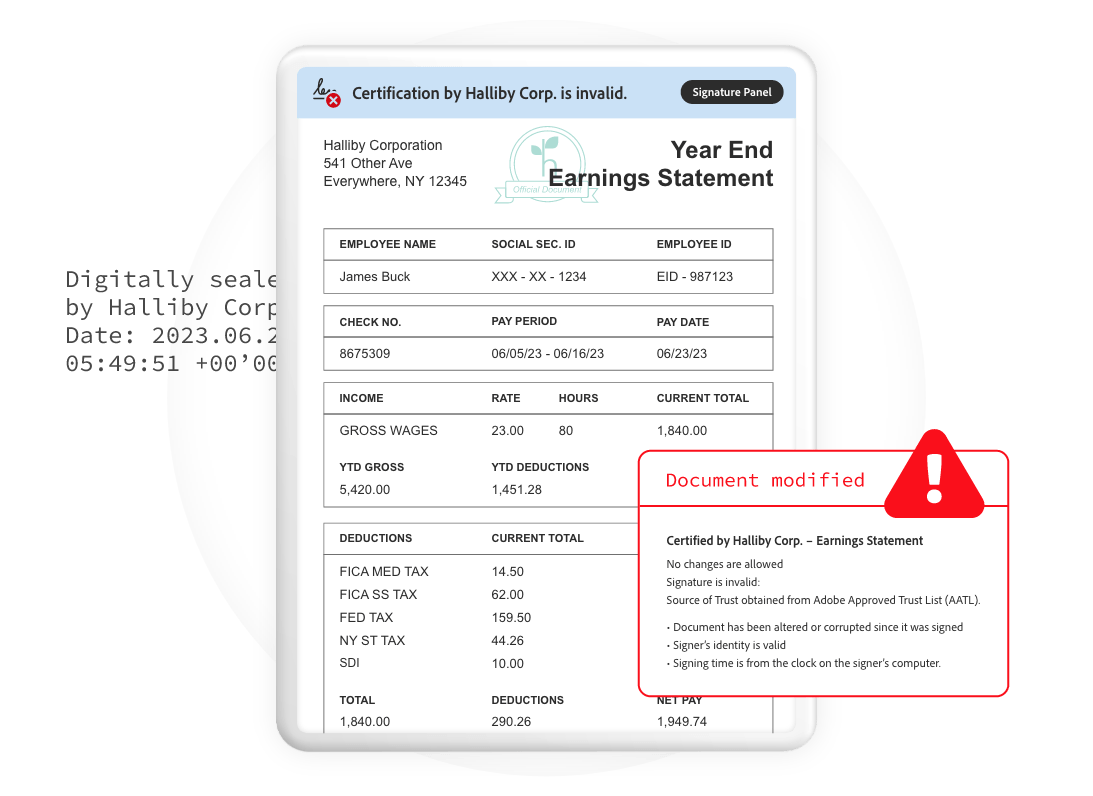 Certification by Halliby Corp. is invalid.
Signature Panel
Halliby Corporation
541 Other Ave
Everywhere, NY 12345
Official Document
Year End
Earnings Statement
Digitally seale
by Halliby Corp
Date: 2023.06.2
05:49:51 +00’00
EMPLOYEE NAME SOCIAL SEC. ID EMPLOYEE ID
James Buck XXX - XX - 1234 EID - 987123
CHECK NO. PAY PERIOD PAY DATE
8675309 06/05/23 - 06/16/23 06/23/23
INCOME RATE HOURS CURRENT TOTAL
GROSS WAGES 23.00 80 1,840.00
YTD GROSS YTD DEDUCTIONS
5,420.00 1,451.28
DEDUCTIONS CURRENT TOTAL
FICA MED TAX 14.50
FICA SS TAX 62.00
FED TAX 159.50
NY ST TAX 44.26
SDI 10.00
TOTAL DEDUCTIONS NET PAY
1,840.00 290.26 1,949.74
Document modified
Certified by Halliby Corp. – Earnings Statement
No changes are allowed
Signature is invalid:
Source of Trust obtained from Adobe Approved Trust List (AATL).
• Document has been altered or corrupted since it was signed
• Signer’s identity is valid
• Signing time is from the clock on the signer’s computer.